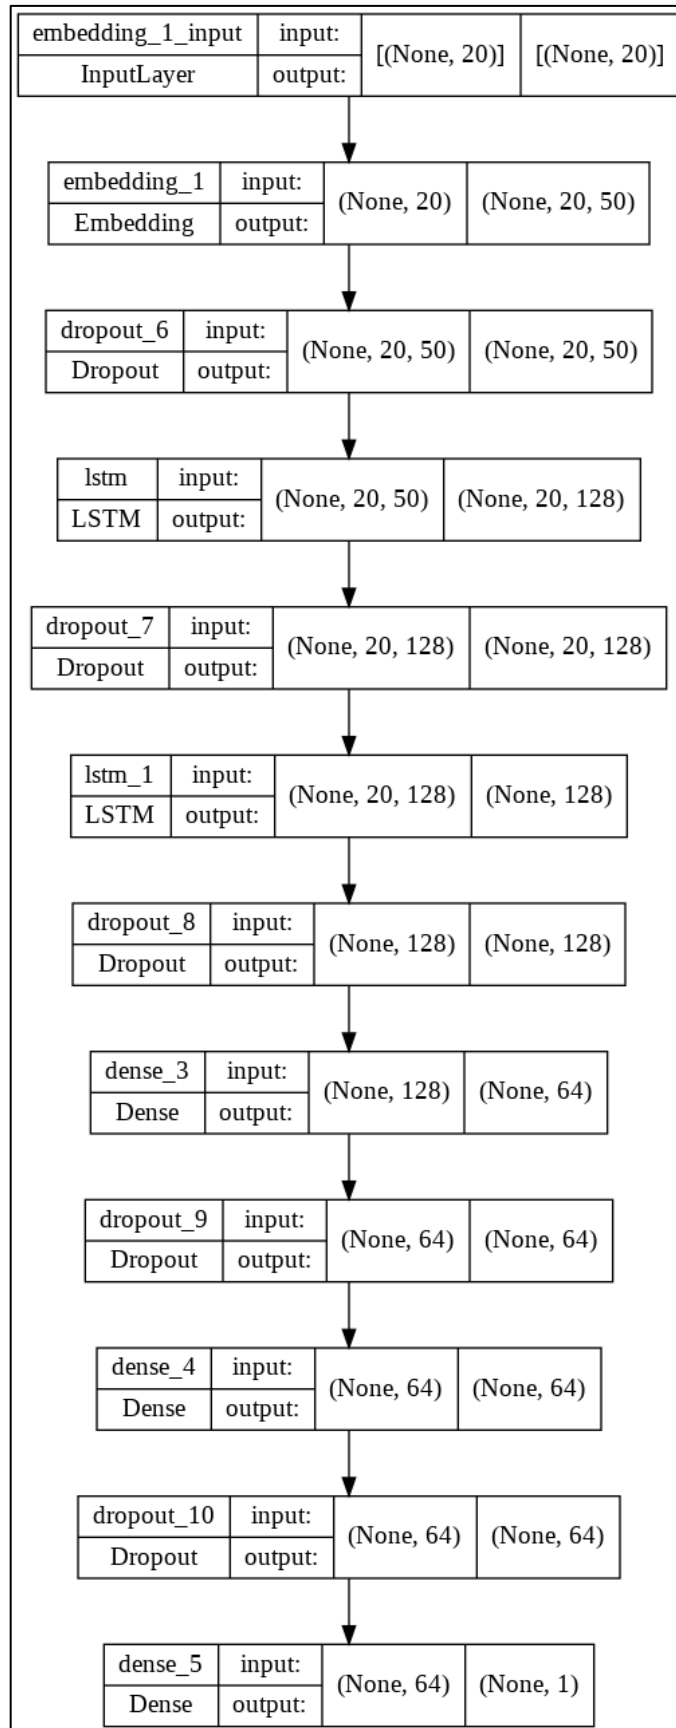 embedding_1_input input: [(None, 20)] [(None, 20)]
InputLayer output:
embedding_1 input: (None, 20) (None, 20, 50)
Embedding output:
dropout_6 input: (None, 20, 50) (None, 20, 50)
Dropout output:
lstm input: (None, 20, 50) (None, 20, 128)
LSTM output:
dropout_7 input: (None, 20, 128) (None, 20, 128)
Dropout output:
lstm_1 input: (None, 20, 128) (None, 128)
LSTM output:
dropout_8 input: (None, 128) (None, 128)
Dropout output:
dense_3 input: (None, 128) (None, 64)
Dense output:
dropout_9 input: (None, 64) (None, 64)
Dropout output:
dense_4 input: (None, 64) (None, 64)
Dense output:
dropout_10 input: (None, 64) (None, 64)
Dropout output:
dense_5 input: (None, 64) (None, 1)
Dense output: